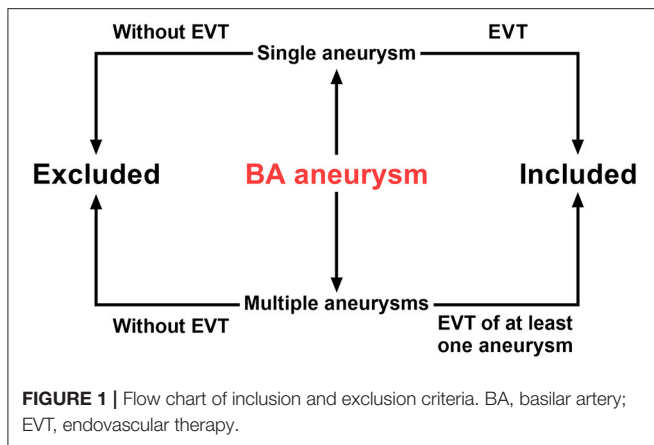 Without EVT
EVT
Single aneurysm
Excluded
BA aneurysm
Included
Multiple aneurysms
Without EVT
EVT of at least
one aneurysm
FIGURE 1 | Flow chart of inclusion and exclusion criteria. BA, basilar artery;
EVT, endovascular therapy.